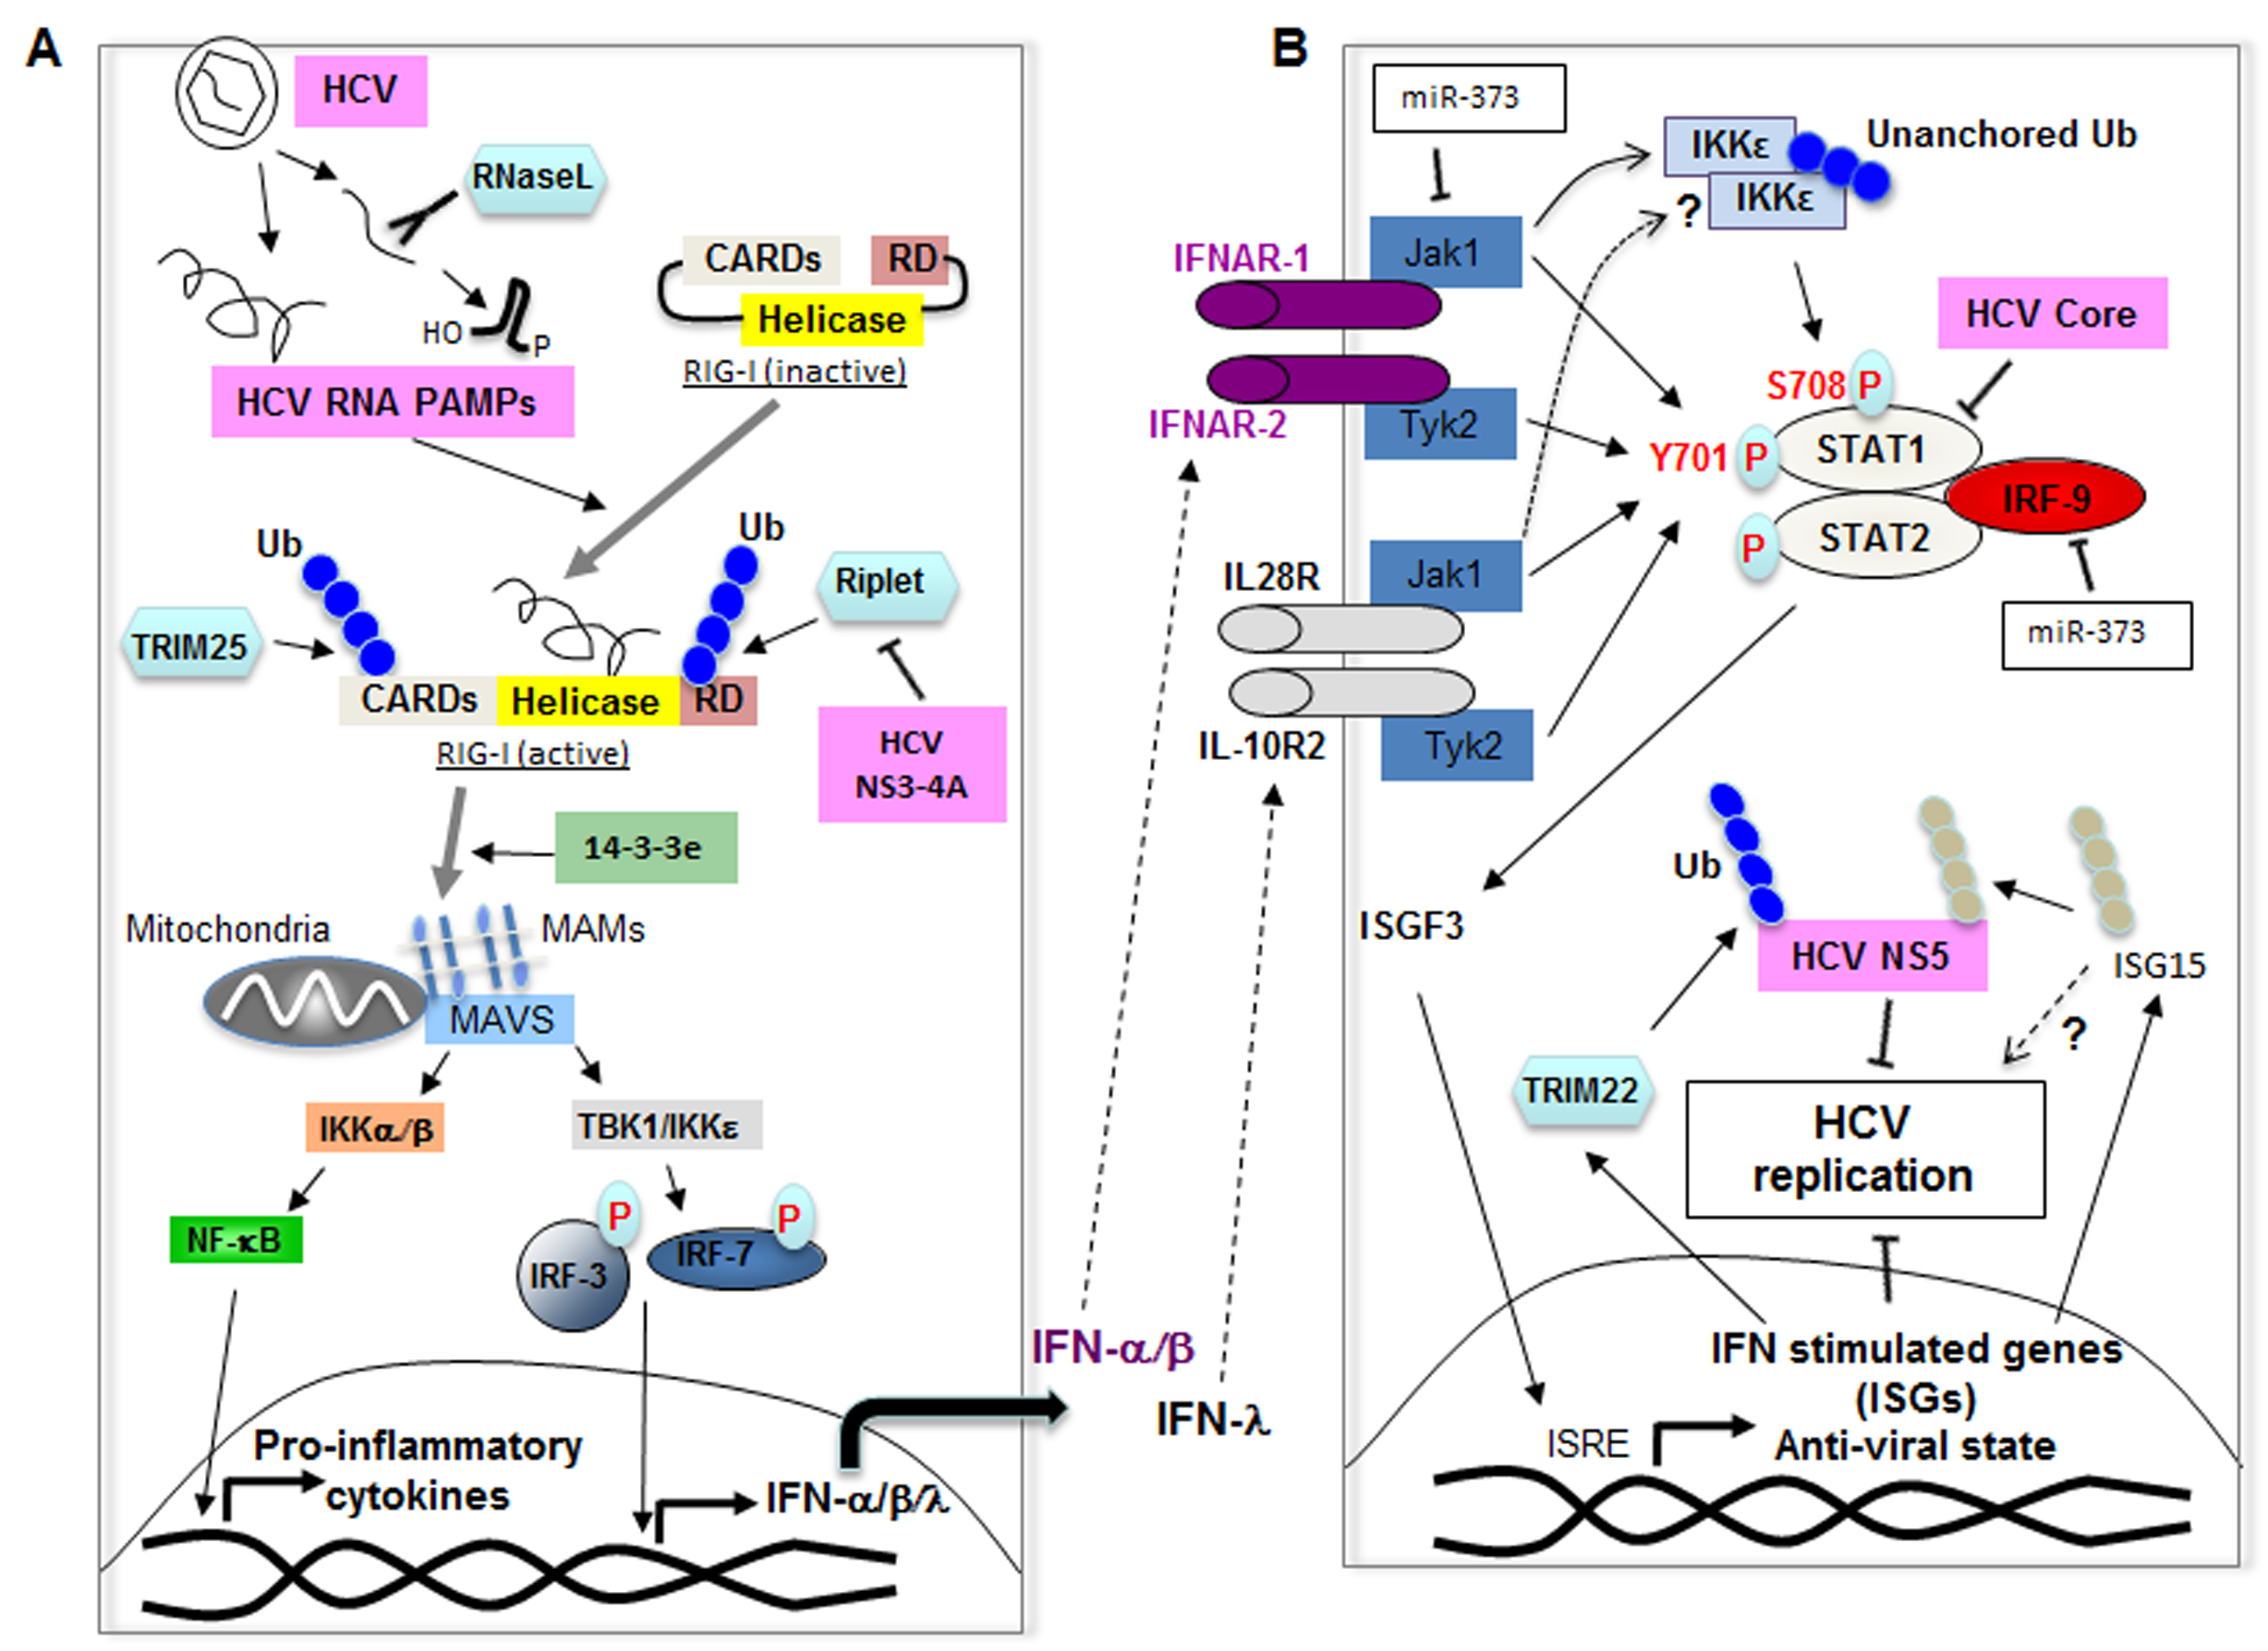 A
HCV
RNaseL
CARDs
RD
Helicase
HO
P
RIG-I (inactive)
HCV RNA PAMPs
Ub
Ub
Riplet
TRIM25
CARDs
Helicase
RD
RIG-I (active)
HCV
NS3-4A
14-3-3e
Mitochondria
MAMs
MAVS
IKKα/β
TBK1/IKKε
P
P
NF-κB
IRF-3
IRF-7
Pro-inflammatory
cytokines
IFN-α/β/λ
IFN-α/β
IFN-λ
B
miR-373
IKKε
Unanchored Ub
IKKε
?
Jak1
IFNAR-1
HCV Core
IFNAR-2
Tyk2
S708
P
Y701
P
STAT1
IRF-9
P
STAT2
Jak1
IL28R
miR-373
IL-10R2
Tyk2
Ub
ISGF3
HCV NS5
ISG15
?
TRIM22
HCV
replication
IFN stimulated genes
(ISGs)
ISRE
Anti-viral state